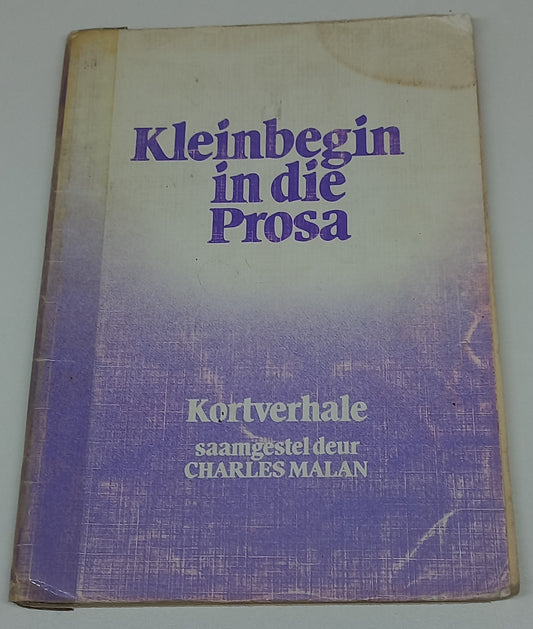 Kleinbegin
in die
Prosa
Kortverhale
saamgestel deur
CHARLES MALAN